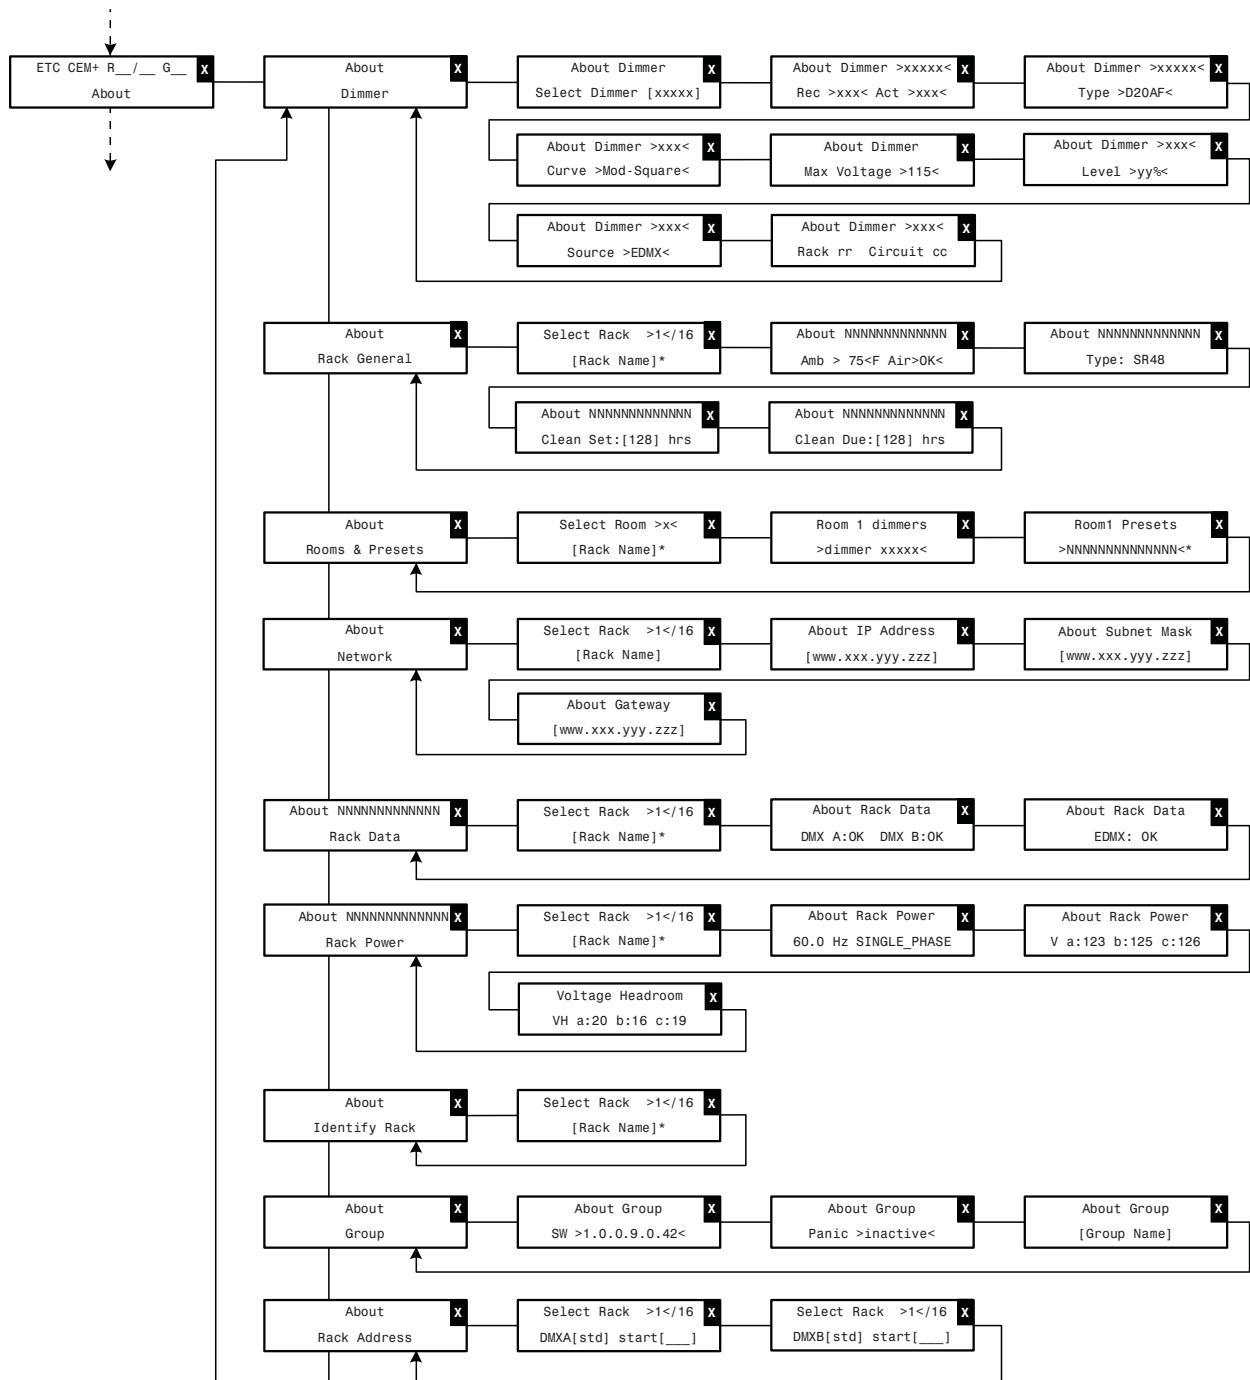 ETC CEM+ R__/__ G__ X
About
About X
Dimmer
About Dimmer X
Select Dimmer [xxxxx]
About Dimmer >xxxxx< X
Rec >xxx< Act >xxx<
About Dimmer >xxxxx< X
Type >D20AF<
About Dimmer >xxx< X
Curve >Mod-Square<
About Dimmer X
Max Voltage >115<
About Dimmer >xxx< X
Level >yy%<
About Dimmer >xxx< X
Source >EDMX<
About Dimmer >xxx< X
Rack rr  Circuit cc
About X
Rack General
Select Rack  >1</16 X
[Rack Name]*
About NNNNNNNNNNNNN X
Amb > 75<F Air>OK<
About NNNNNNNNNNNNN X
Type: SR48
About NNNNNNNNNNNNN X
Clean Set:[128] hrs
About NNNNNNNNNNNNN X
Clean Due:[128] hrs
About X
Rooms & Presets
Select Room >x< X
[Rack Name]*
Room 1 dimmers X
>dimmer xxxxx<
Room1 Presets X
>NNNNNNNNNNNNNN<*
About X
Network
Select Rack  >1</16 X
[Rack Name]
About IP Address X
[www.xxx.yyy.zzz]
About Subnet Mask X
[www.xxx.yyy.zzz]
About Gateway X
[www.xxx.yyy.zzz]
About NNNNNNNNNNNNN X
Rack Data
Select Rack  >1</16 X
[Rack Name]*
About Rack Data X
DMX A:OK  DMX B:OK
About Rack Data X
EDMX: OK
About NNNNNNNNNNNNN X
Rack Power
Select Rack  >1</16 X
[Rack Name]*
About Rack Power X
60.0 Hz SINGLE_PHASE
About Rack Power X
V a:123 b:125 c:126
Voltage Headroom X
VH a:20 b:16 c:19
About X
Identify Rack
Select Rack  >1</16 X
[Rack Name]*
About X
Group
About Group X
SW >1.0.0.9.0.42<
About Group X
Panic >inactive<
About Group X
[Group Name]
About X
Rack Address
Select Rack  >1</16 X
DMXA[std] start[___]
Select Rack  >1</16 X
DMXB[std] start[___]